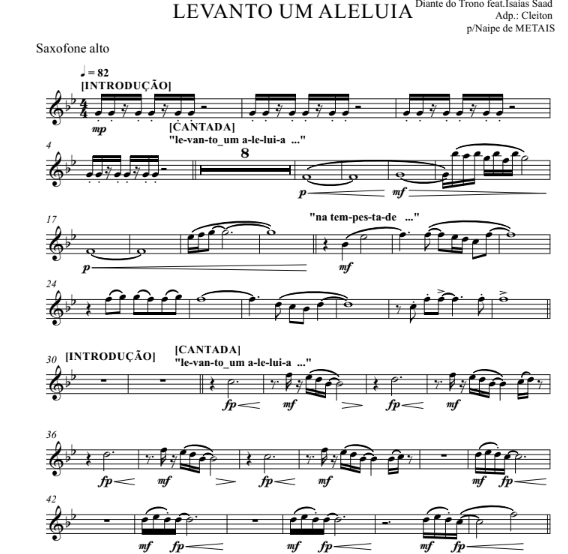 LEVANTO UM ALELUIA
Diante do Trono feat.Isaías Saad
Adp.: Cleiton
p/Naipe de METAIS
Saxofone alto
♩ = 82
[INTRODUÇÃO]
mp
[CANTADA]
"le-van-to_um a-le-lui-a ..."
4
8
p
mf
17
"na tem-pes-ta-de ..."
p
mf
24
30
[INTRODUÇÃO]
[CANTADA]
"le-van-to_um a-le-lui-a ..."
fp
mf
fp
mf
36
fp
mf
fp
mf
mf
fp
42
mf
fp
mf
fp
mf
fp